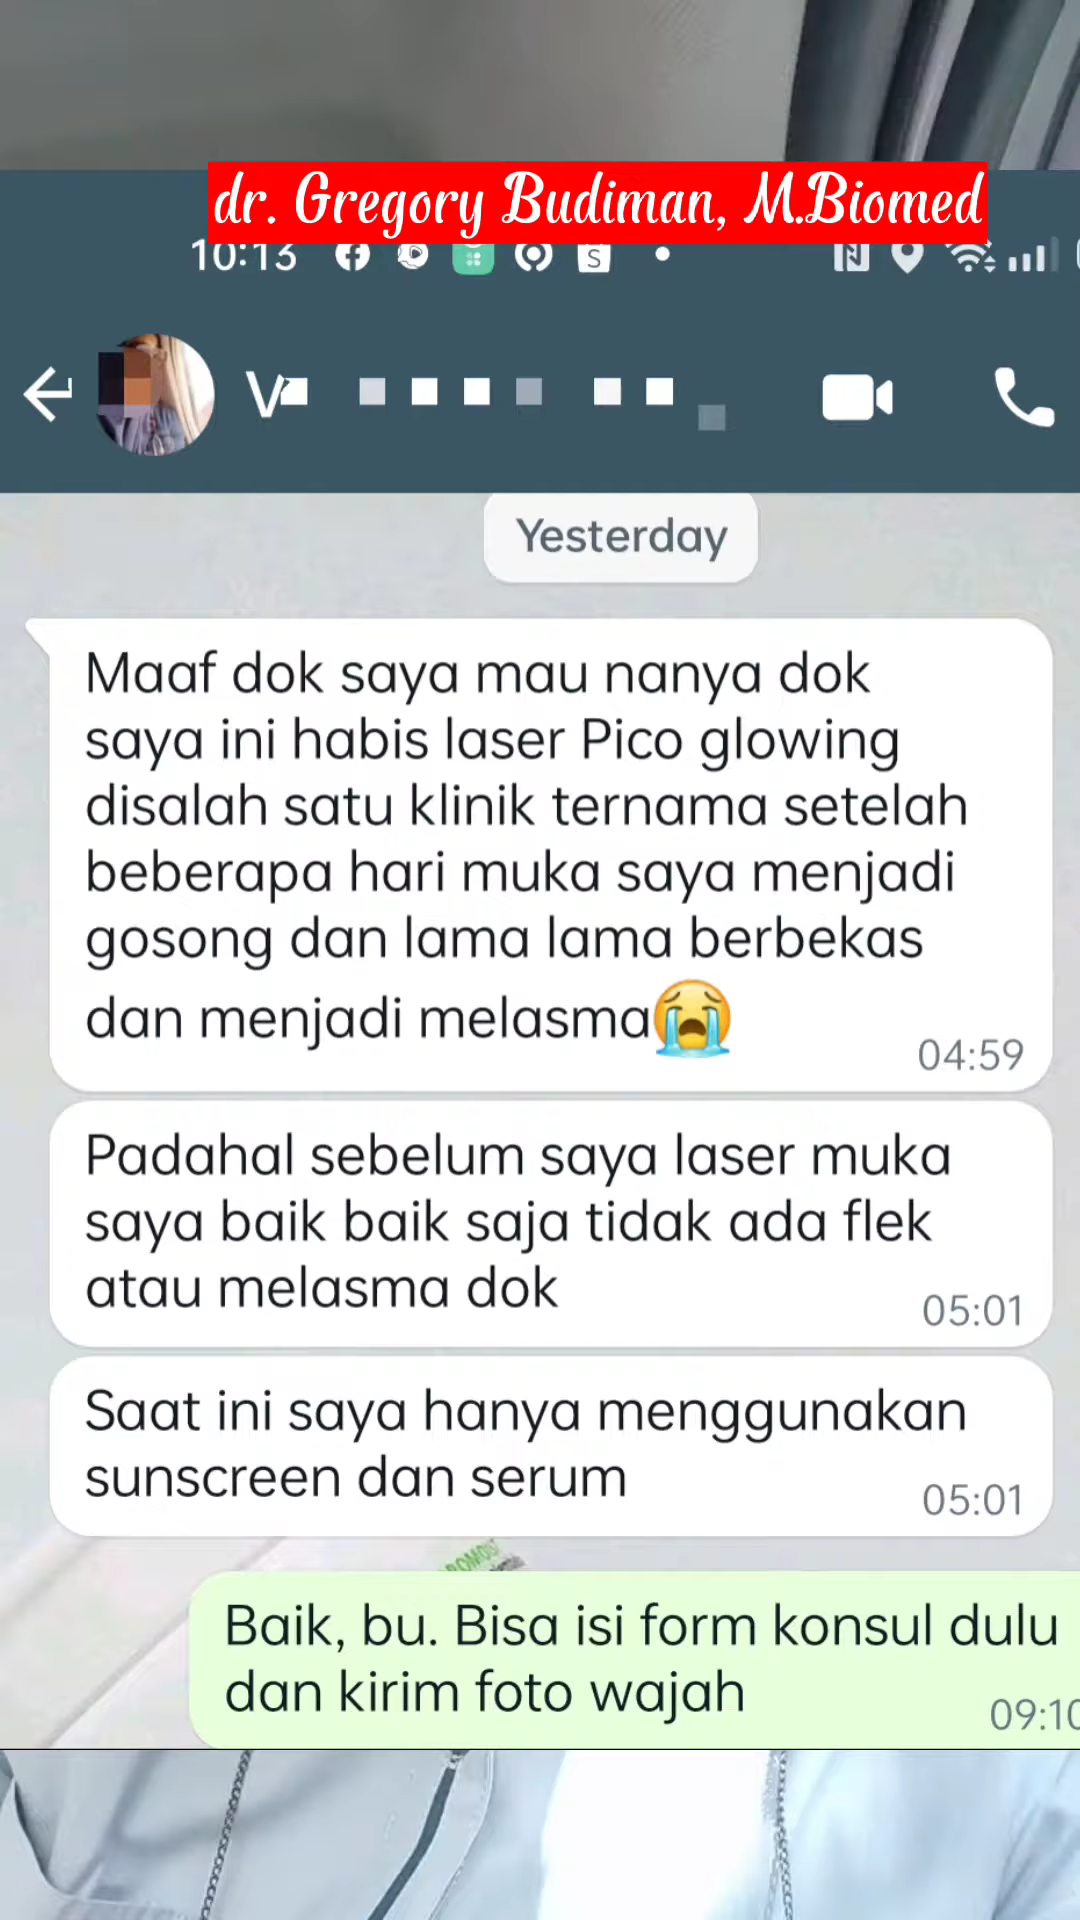 dr. Gregory Budiman, M.Biomed
10:13
Yesterday
Maaf dok saya mau nanya dok
saya ini habis laser Pico glowing
disalah satu klinik ternama setelah
beberapa hari muka saya menjadi
gosong dan lama lama berbekas
dan menjadi melasma😭
04:59
Padahal sebelum saya laser muka
saya baik baik saja tidak ada flek
atau melasma dok
05:01
Saat ini saya hanya menggunakan
sunscreen dan serum
05:01
Baik, bu. Bisa isi form konsul dulu
dan kirim foto wajah
09:10